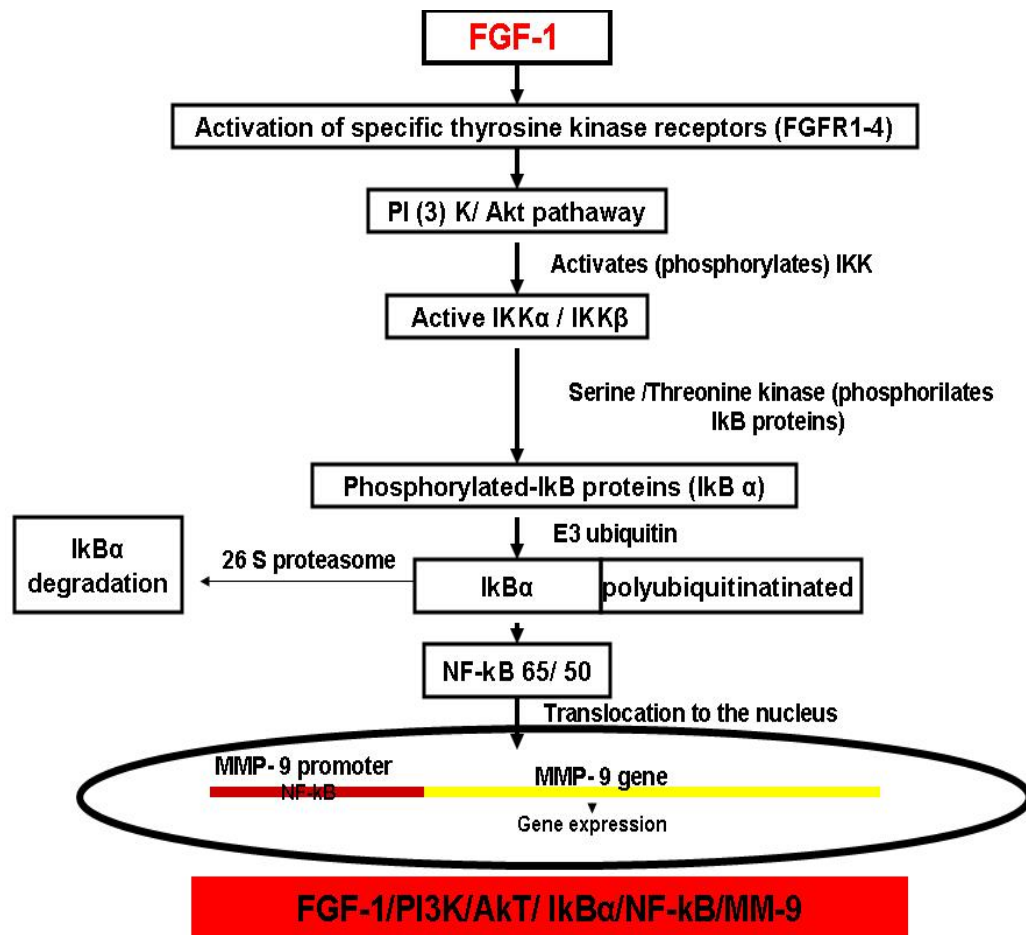 FGF-1
Activation of specific thyrosine kinase receptors (FGFR1-4)
PI (3) K/ Akt pathaway
Activates (phosphorylates) IKK
Active IKKα / IKKβ
Serine /Threonine kinase (phosphorilates
IkB proteins)
Phosphorylated-IkB proteins (IkB α)
E3 ubiquitin
IkBα
degradation
26 S proteasome
IkBα
polyubiquitinatinated
NF-kB 65/ 50
Translocation to the nucleus
MMP- 9 promoter
NF-kB
MMP- 9 gene
Gene expression
FGF-1/PI3K/AkT/ IkBα/NF-kB/MM-9